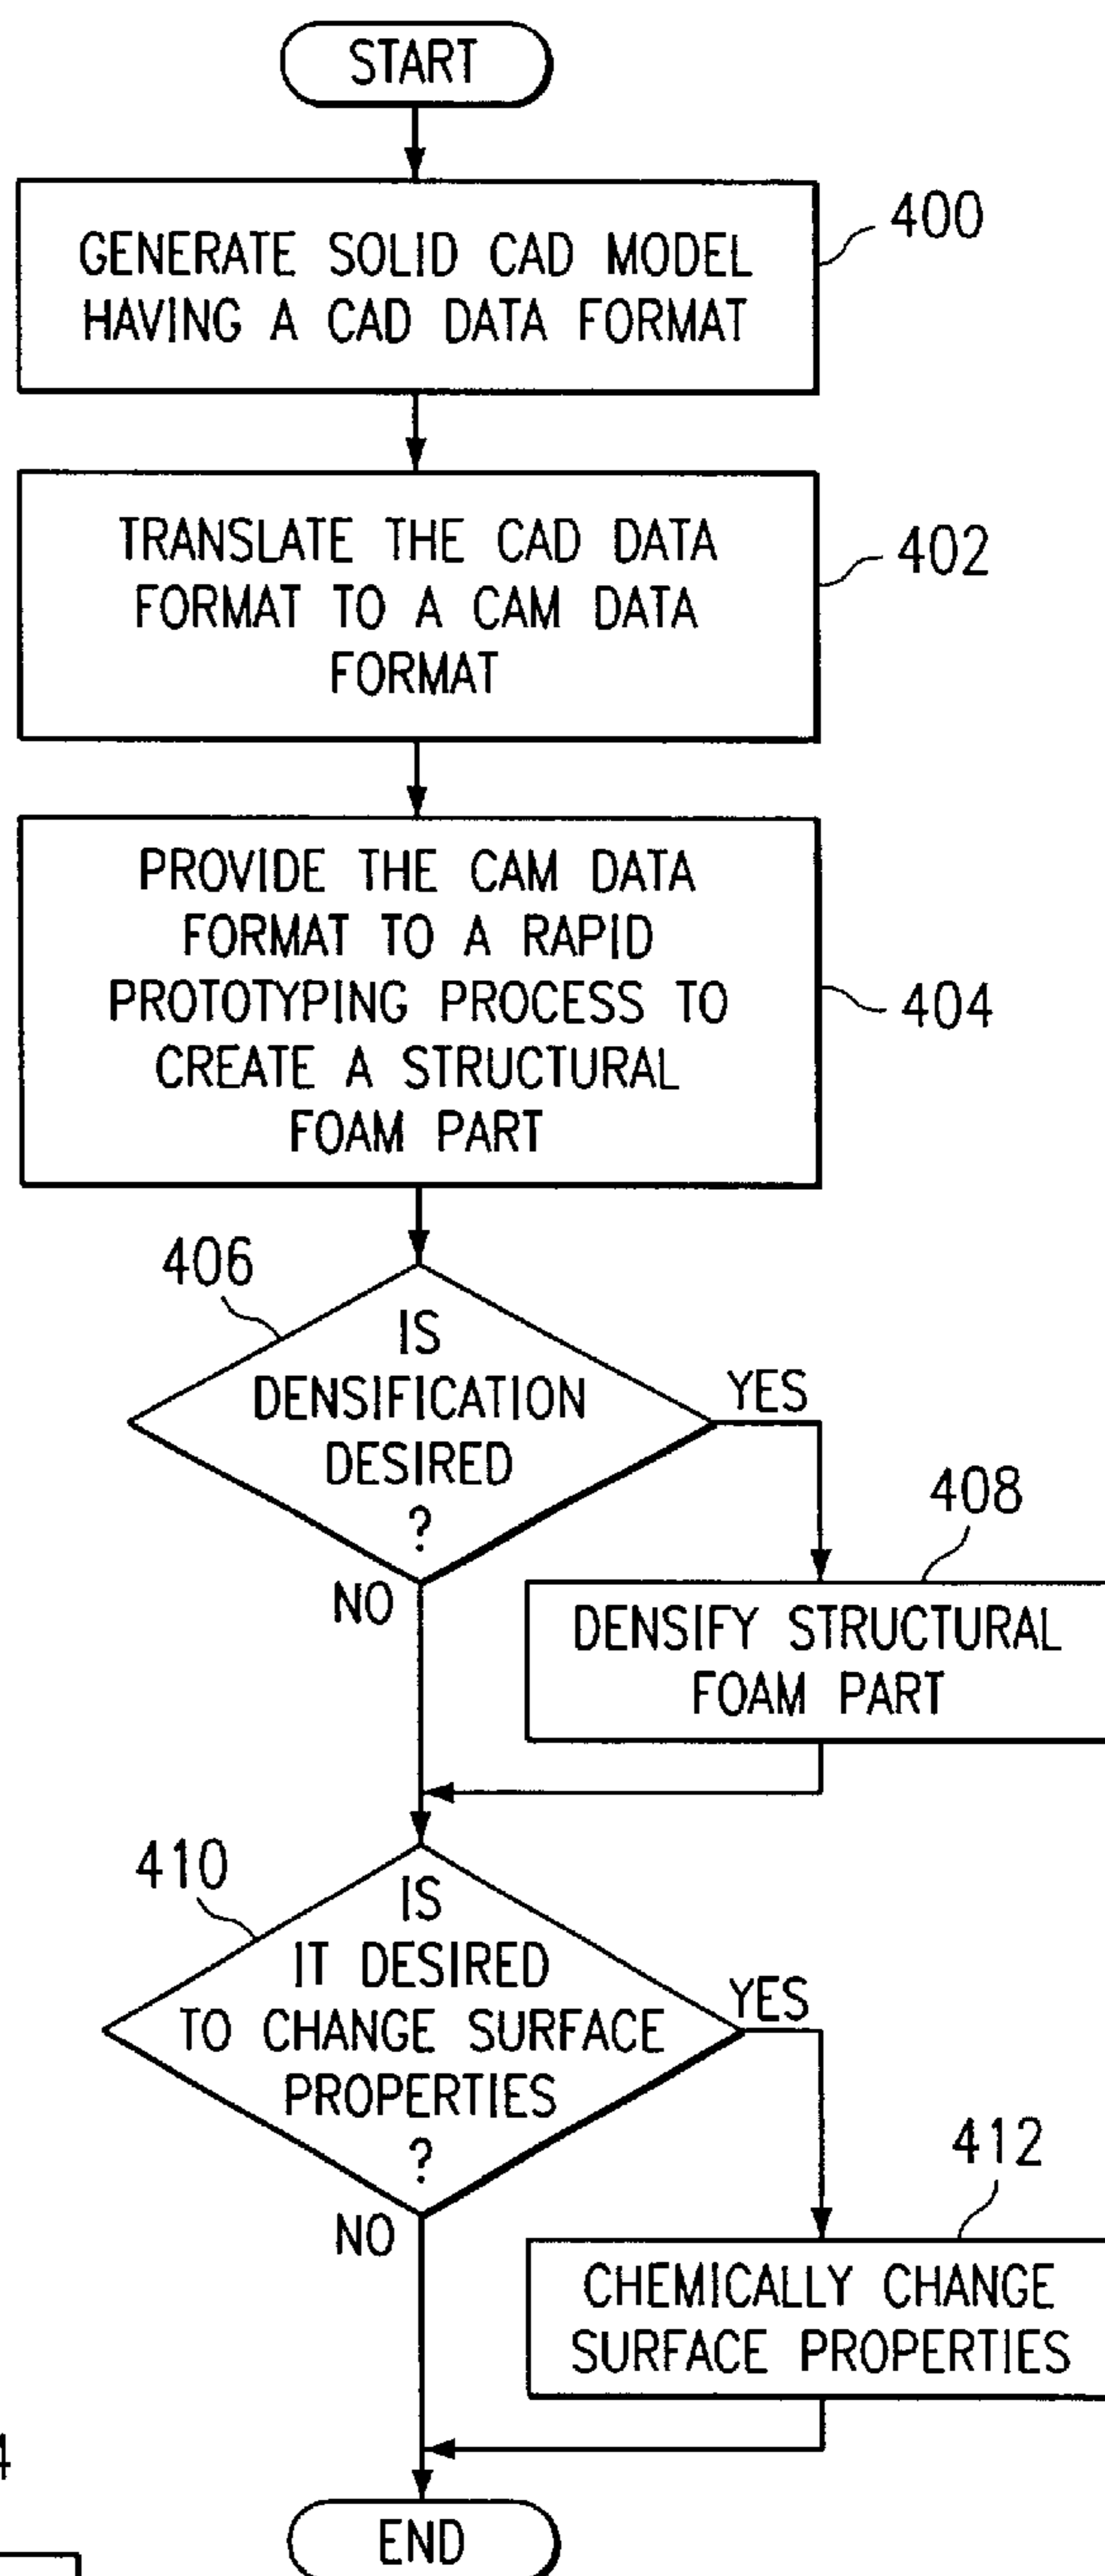 START
GENERATE SOLID CAD MODEL
HAVING A CAD DATA FORMAT
400
TRANSLATE THE CAD DATA
FORMAT TO A CAM DATA
FORMAT
402
PROVIDE THE CAM DATA
FORMAT TO A RAPID
PROTOTYPING PROCESS TO
CREATE A STRUCTURAL
FOAM PART
404
406
IS
DENSIFICATION
DESIRED
?
YES
NO
408
DENSIFY STRUCTURAL
FOAM PART
410
IS
IT DESIRED
TO CHANGE SURFACE
PROPERTIES
?
YES
NO
412
CHEMICALLY CHANGE
SURFACE PROPERTIES
END